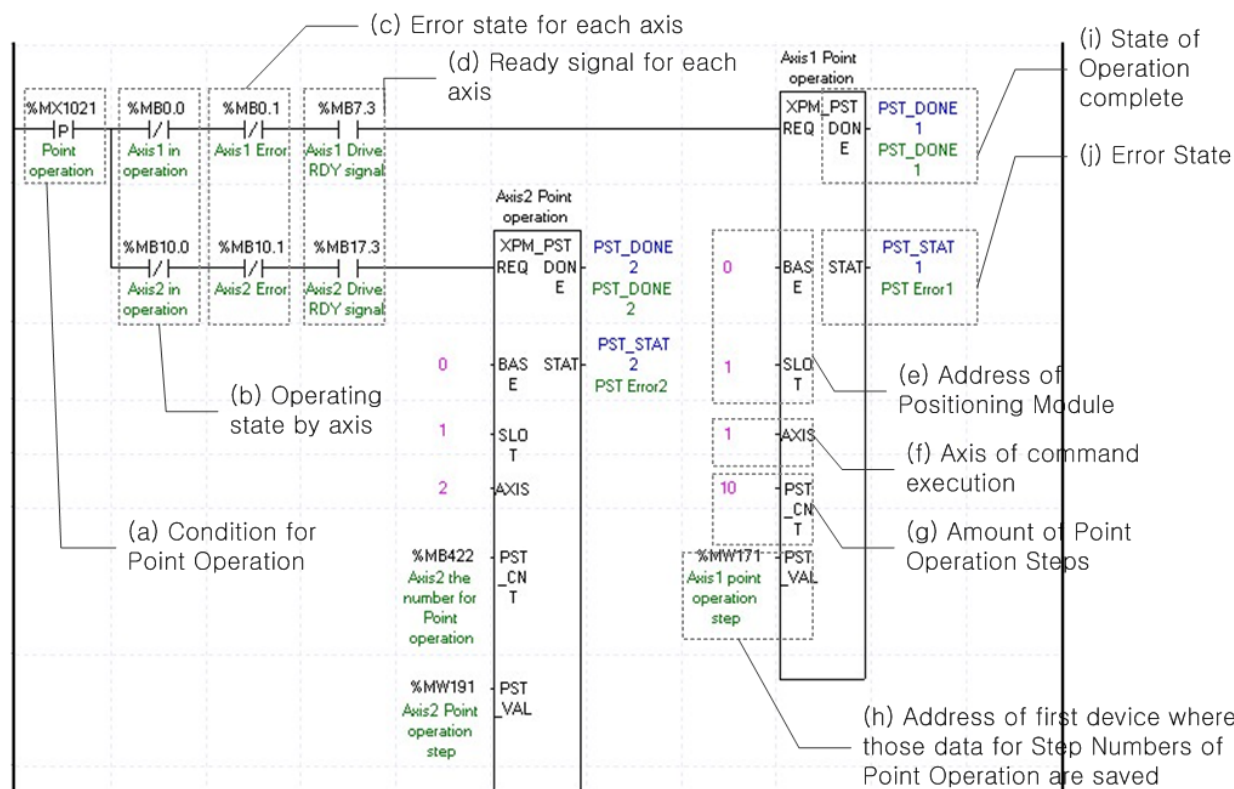 (c) Error state for each axis
(d) Ready signal for each
axis
(i) State of
Operation
complete
(j) Error State
%MX1021
P
Point
operation
%MB0.0
Axis1 in
operation
%MB0.1
Axis1 Error
%MB7.3
Axis1 Drive
RDY signal
Axis1 Point
operation
XPM_PST
REQ DON
E
PST_DONE
1
PST_DONE
1
%MB10.0
Axis2 in
operation
%MB10.1
Axis2 Error
%MB17.3
Axis2 Drive
RDY signal
Axis2 Point
operation
XPM_PST
REQ DON
E
PST_DONE
2
PST_DONE
2
0
BAS
E
STAT
PST_STAT
1
PST Error1
0
BAS
E
STAT
PST_STAT
2
PST Error2
1
SLO
T
(e) Address of
Positioning Module
(b) Operating
state by axis
1
SLO
T
1
AXIS
(f) Axis of command
execution
2
AXIS
10
PST
_CN
T
(g) Amount of Point
Operation Steps
(a) Condition for
Point Operation
%MB422
Axis2 the
number for
Point
operation
PST
_CN
T
%MW171
Axis1 point
operation
step
PST
_VAL
%MW191
Axis2 Point
operation
step
PST
_VAL
(h) Address of first device where
those data for Step Numbers of
Point Operation are saved